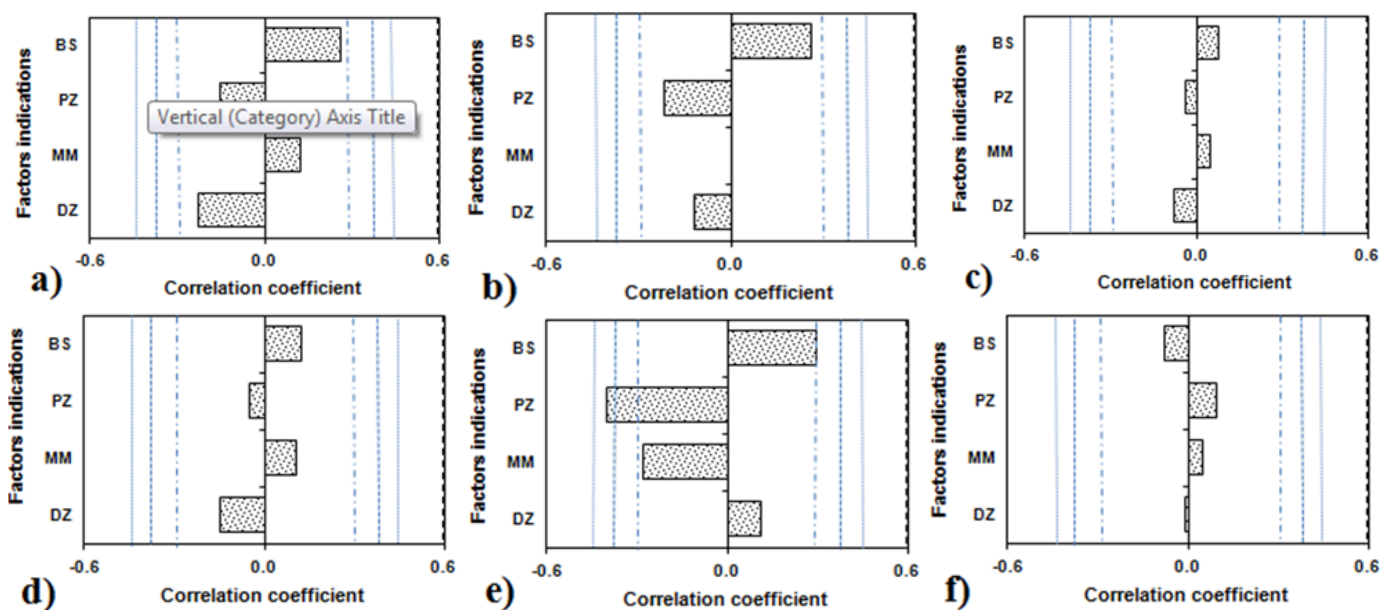 Factors indications
BS
PZ
Vertical (Category) Axis Title
MM
DZ
-0.6 0.0 0.6
a) Correlation coefficient
Factors indications
BS
PZ
MM
DZ
-0.6 0.0 0.6
b) Correlation coefficient
Factors indications
BS
PZ
MM
DZ
-0.6 0.0 0.6
c) Correlation coefficient
Factors indications
BS
PZ
MM
DZ
-0.6 0.0 0.6
d) Correlation coefficient
Factors indications
BS
PZ
MM
DZ
-0.6 0.0 0.6
e) Correlation coefficient
Factors indications
BS
PZ
MM
DZ
-0.6 0.0 0.6
f) Correlation coefficient